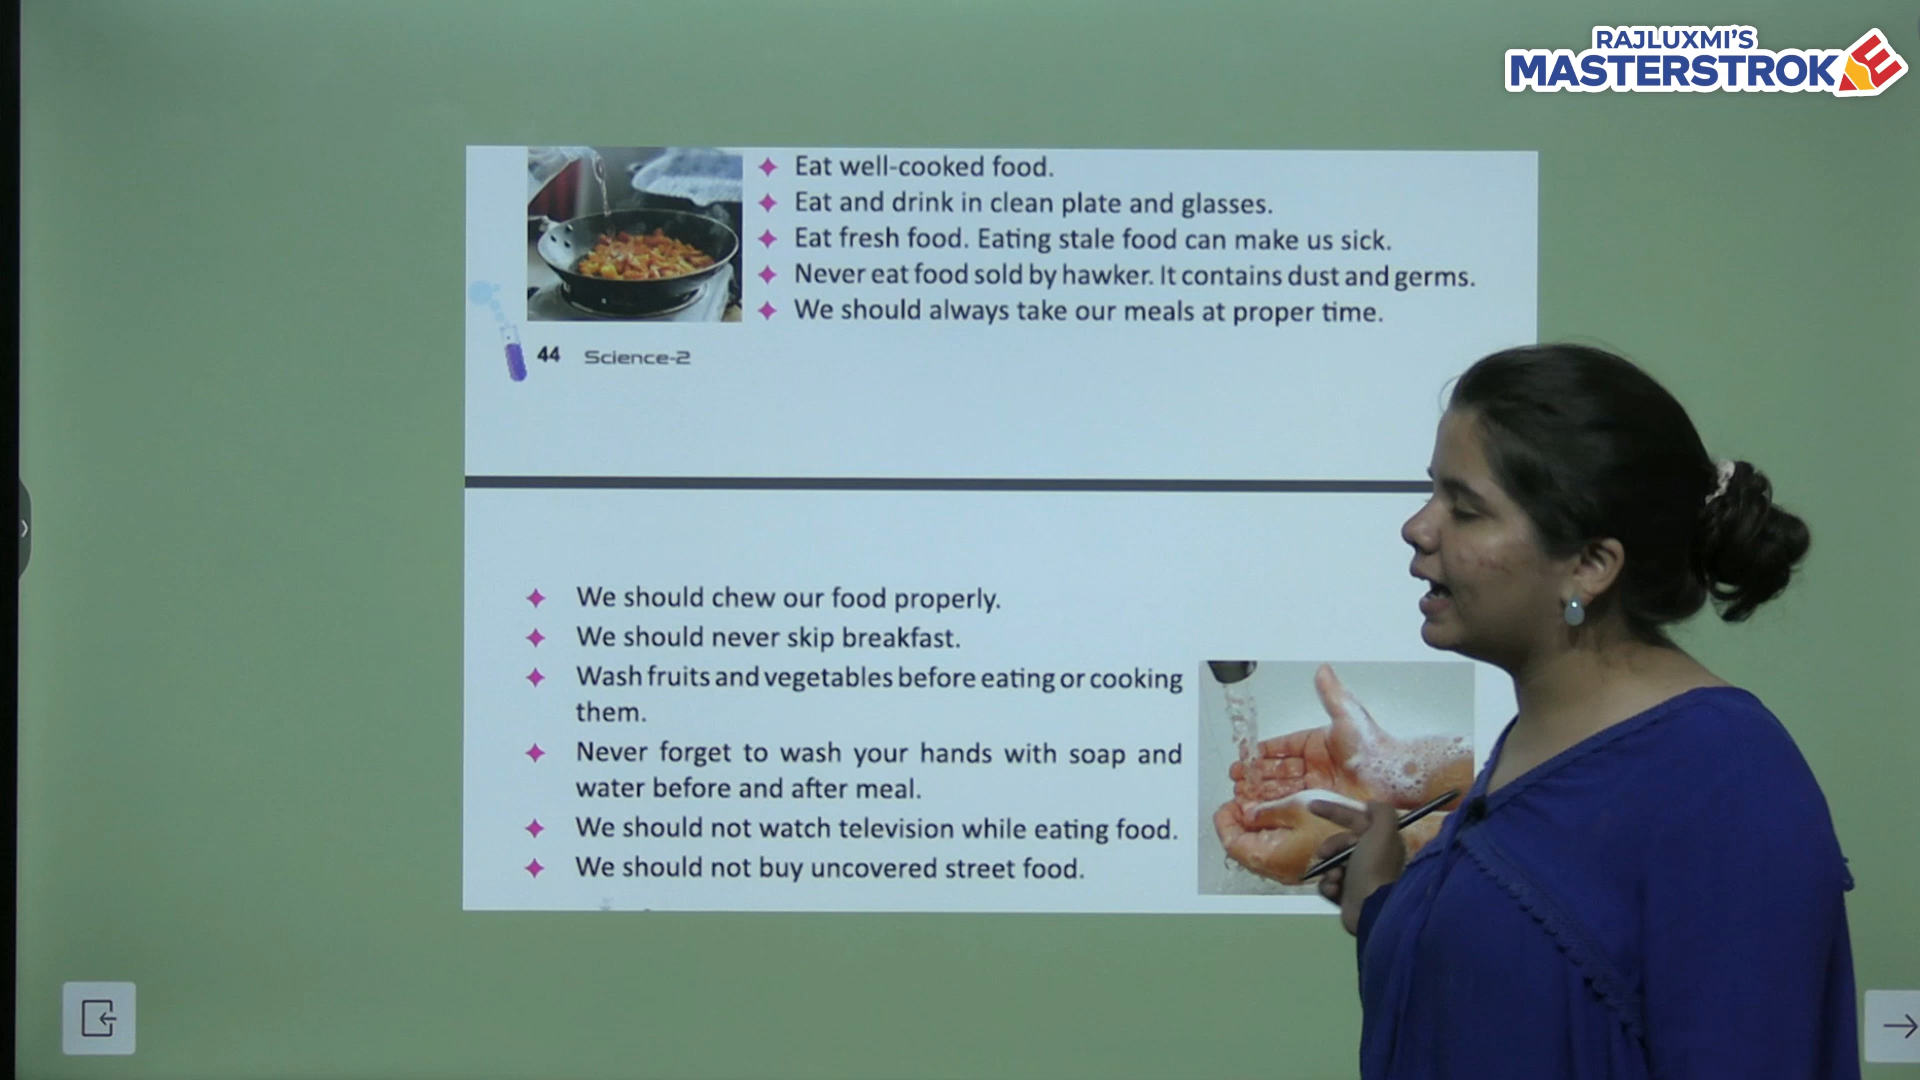 RAJLUXMI'S
MASTERSTROKE
Eat well-cooked food.
Eat and drink in clean plate and glasses.
Eat fresh food. Eating stale food can make us sick.
Never eat food sold by hawker. It contains dust and germs.
We should always take our meals at proper time.
44 Science-2
We should chew our food properly.
We should never skip breakfast.
Wash fruits and vegetables before eating or cooking
them.
Never forget to wash your hands with soap and
water before and after meal.
We should not watch television while eating food.
We should not buy uncovered street food.